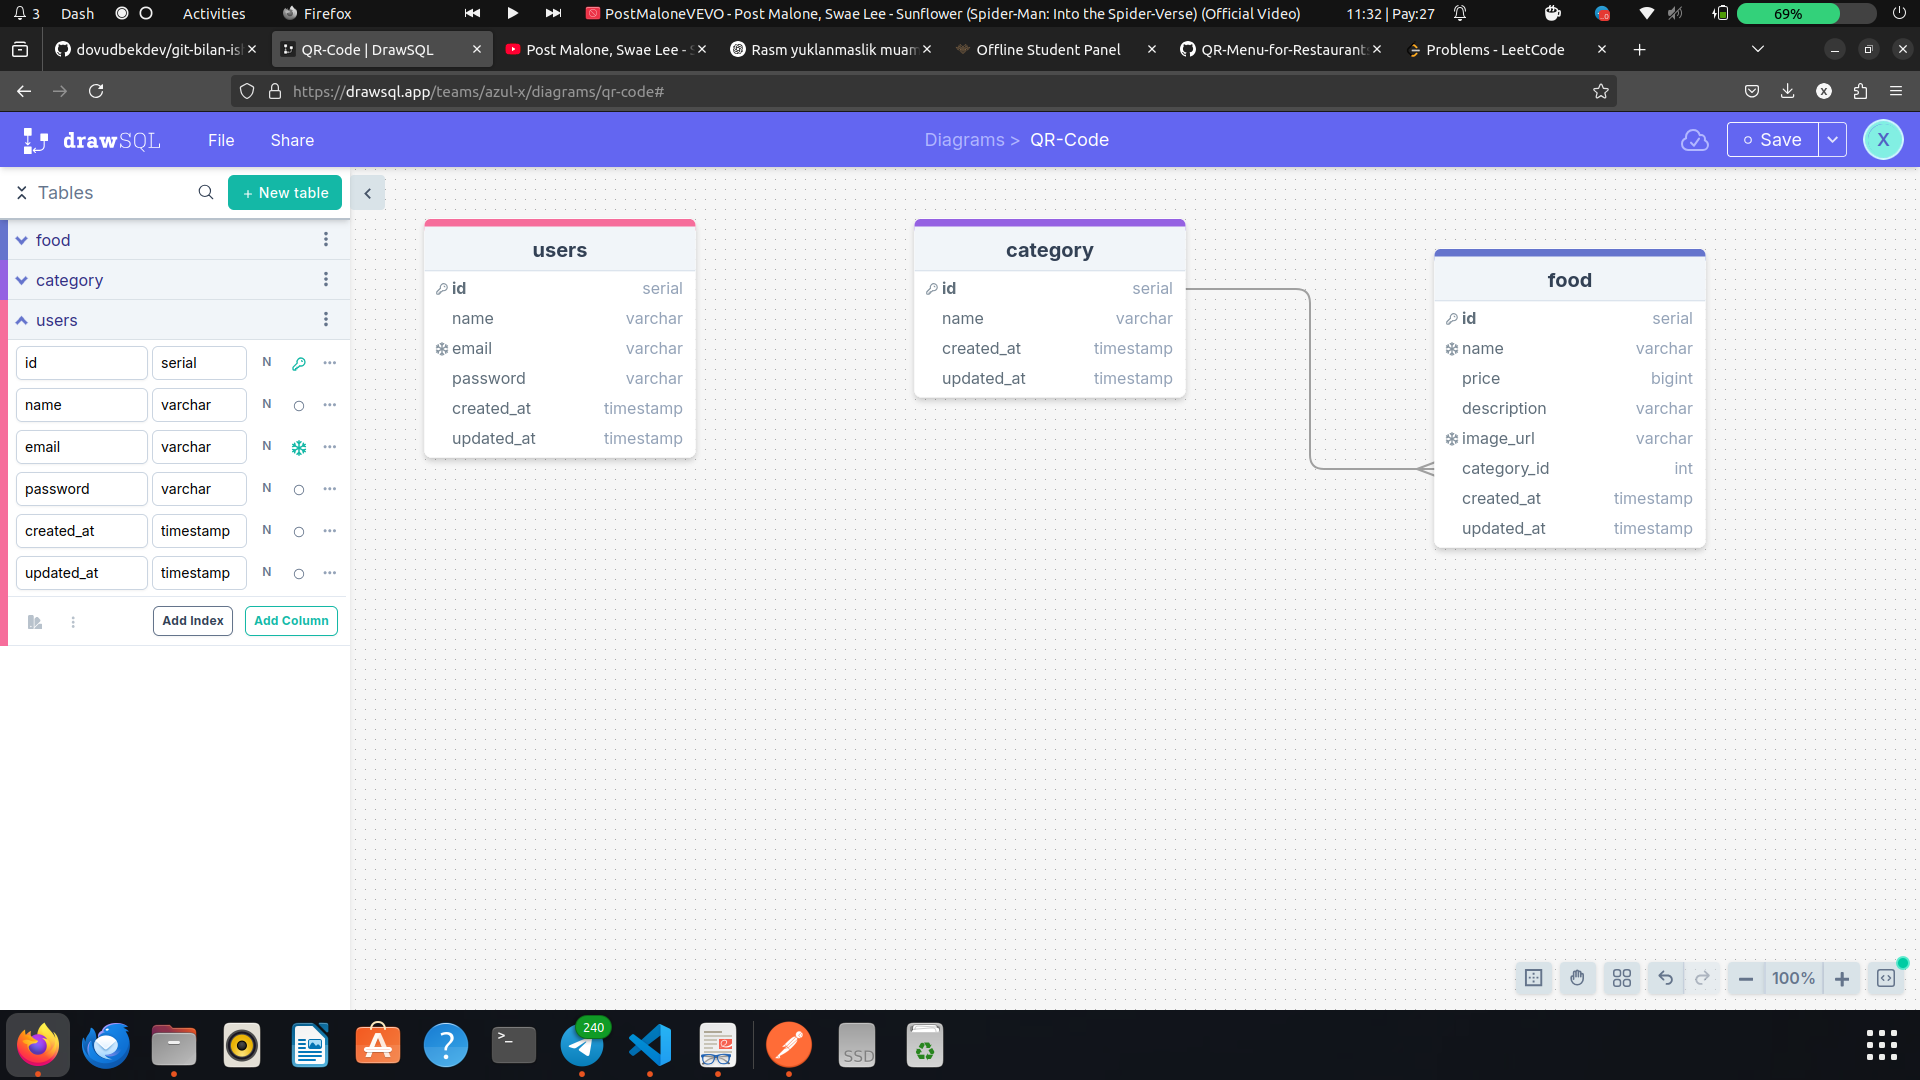 3 Dash Activities Firefox PostMaloneVEVO - Post Malone, Swae Lee - Sunflower (Spider-Man: Into the Spider-Verse) (Official Video) 11:32 | Pay:27 69%
dovudbekdev/git-bilan-isl QR-Code | DrawSQL Post Malone, Swae Lee - S Rasm yuklanmaslik muam Offline Student Panel QR-Menu-for-Restaurant Problems - LeetCode
https://drawsql.app/teams/azul-x/diagrams/qr-code#
drawSQL File Share Diagrams > QR-Code Save X
Tables + New table
food
category
users
id serial N
name varchar N
email varchar N
password varchar N
created_at timestamp N
updated_at timestamp N
Add Index Add Column
users
id serial
name varchar
email varchar
password varchar
created_at timestamp
updated_at timestamp
category
id serial
name varchar
created_at timestamp
updated_at timestamp
food
id serial
name varchar
price bigint
description varchar
image_url varchar
category_id int
created_at timestamp
updated_at timestamp
100%
240
SSD